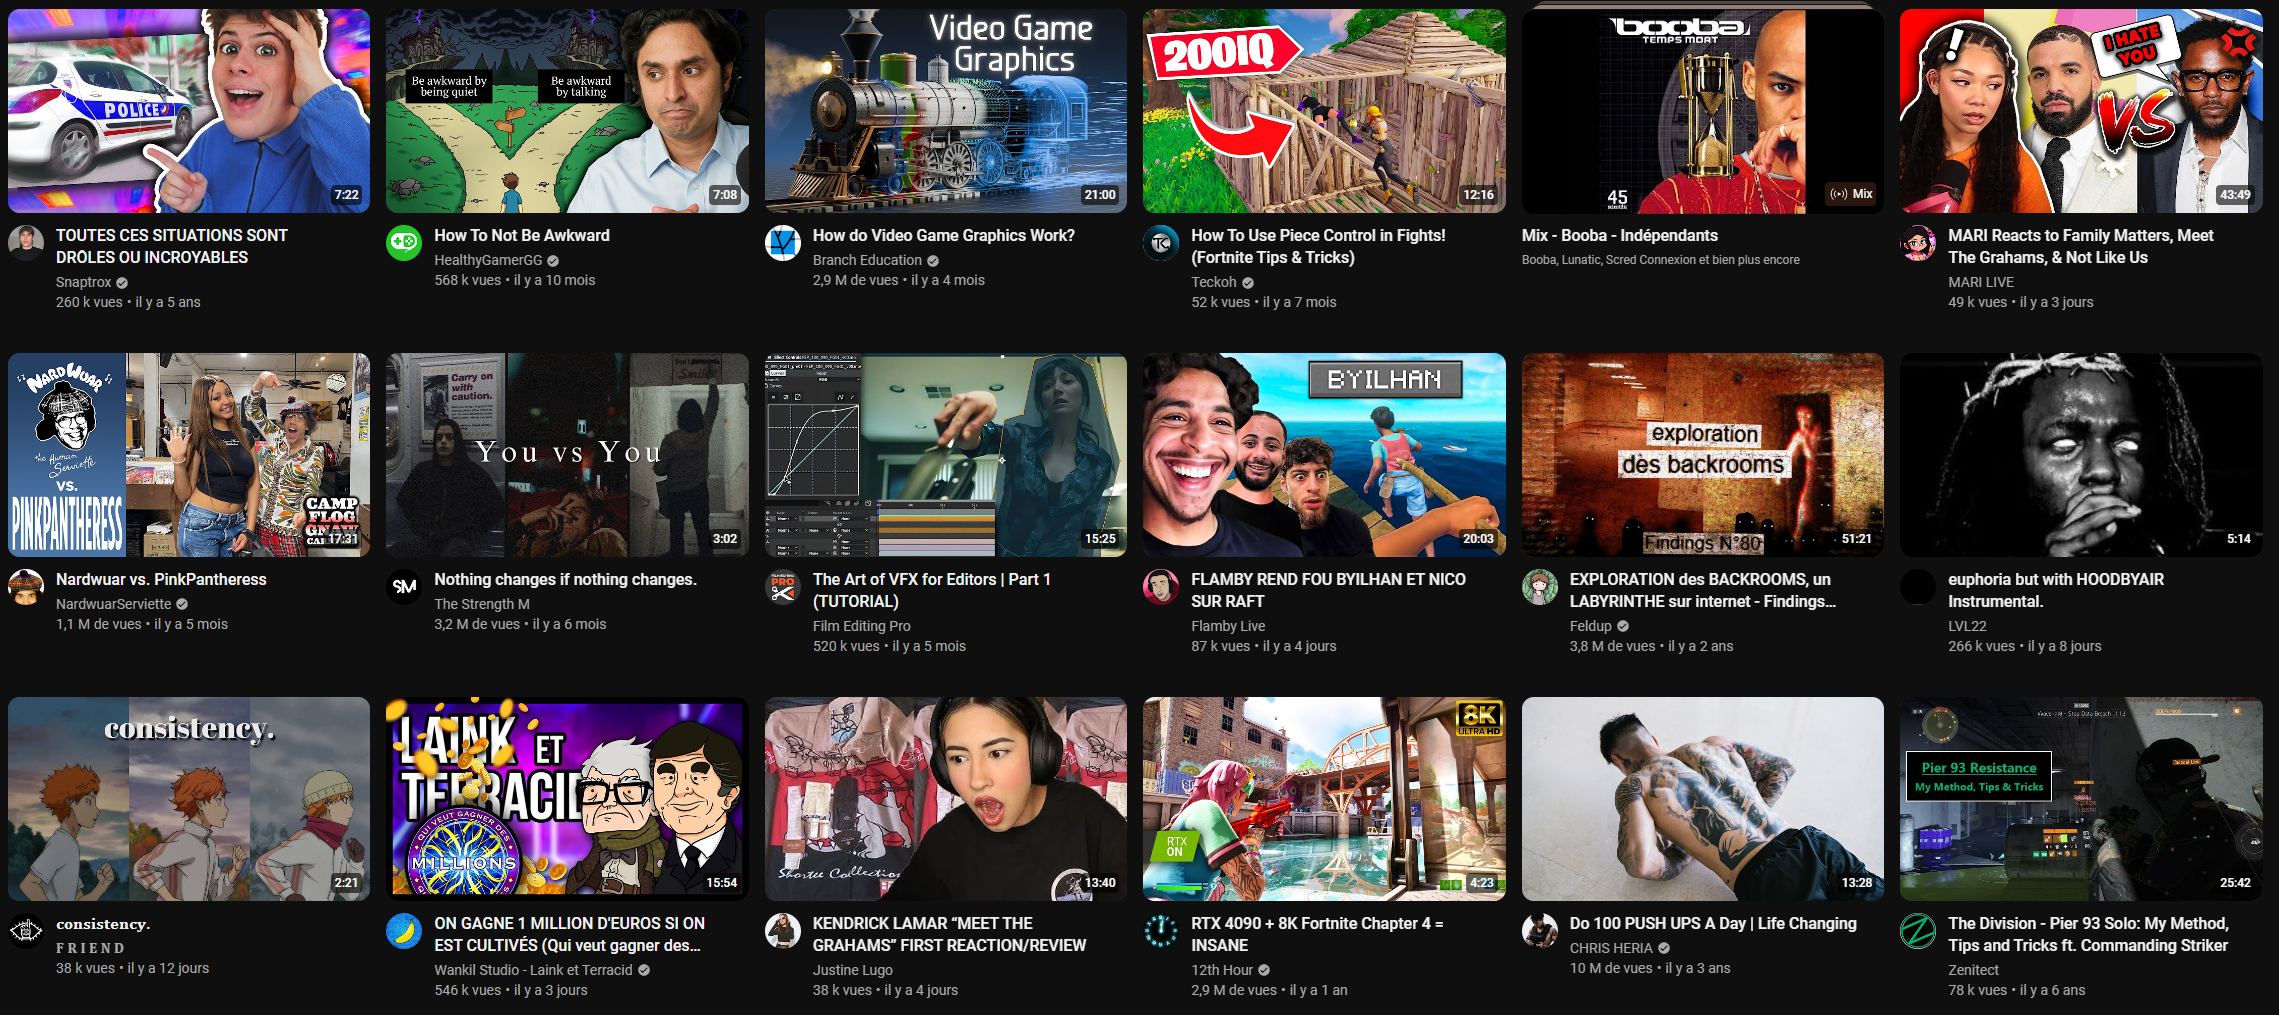 POLICE
7:22
Be awkward by
being quiet
Be awkward
by talking
7:08
Video Game
Graphics
21:00
200IQ
12:16
booba
TEMPS MORT
45
Mix
I HATE
YOU
VS
43:49
TOUTES CES SITUATIONS SONT
DRÔLES OU INCROYABLES
Snaptrox
260 k vues • il y a 5 ans
How To Not Be Awkward
HealthyGamerGG
568 k vues • il y a 10 mois
How do Video Game Graphics Work?
Branch Education
2,9 M de vues • il y a 4 mois
How To Use Piece Control in Fights!
(Fortnite Tips & Tricks)
Teckoh
52 k vues • il y a 7 mois
Mix - Booba - Indépendants
Booba, Lunatic, Scred Connexion et bien plus encore
MARI Reacts to Family Matters, Meet
The Grahams, & Not Like Us
MARI LIVE
49 k vues • il y a 3 jours
NARDWUAR
the Human
Serviette
VS.
PINKPANTHERESS
CAMP
FLOG
GNAW
17:31
Carry on
with
caution.
Smile
You vs You
3:02
15:25
BYILHAN
20:03
exploration
des backrooms
Findings N°80
51:21
5:14
Nardwuar vs. PinkPantheress
NardwuarServiette
1,1 M de vues • il y a 5 mois
Nothing changes if nothing changes.
The Strength M
3,2 M de vues • il y a 6 mois
The Art of VFX for Editors | Part 1
(TUTORIAL)
Film Editing Pro
520 k vues • il y a 5 mois
FLAMBY REND FOU BYILHAN ET NICO
SUR RAFT
Flamby Live
87 k vues • il y a 4 jours
EXPLORATION des BACKROOMS, un
LABYRINTHE sur internet - Findings...
Feldup
3,8 M de vues • il y a 2 ans
euphoria but with HOODBYAIR
Instrumental.
LVL22
266 k vues • il y a 8 jours
consistency.
2:21
LAINK ET
TERRACID
QUI VEUT GAGNER DES
MILLIONS
15:54
Shortee Collection
13:40
8K
ULTRA HD
RTX
ON
4:23
13:28
Pier 93 Resistance
My Method, Tips & Tricks
25:42
consistency.
F R I E N D
38 k vues • il y a 12 jours
ON GAGNE 1 MILLION D'EUROS SI ON
EST CULTIVÉS (Qui veut gagner des...
Wankil Studio - Laink et Terracid
546 k vues • il y a 3 jours
KENDRICK LAMAR “MEET THE
GRAHAMS” FIRST REACTION/REVIEW
Justine Lugo
38 k vues • il y a 4 jours
RTX 4090 + 8K Fortnite Chapter 4 =
INSANE
12th Hour
2,9 M de vues • il y a 1 an
Do 100 PUSH UPS A Day | Life Changing
CHRIS HERIA
10 M de vues • il y a 3 ans
The Division - Pier 93 Solo: My Method,
Tips and Tricks ft. Commanding Striker
Zenitect
78 k vues • il y a 6 ans